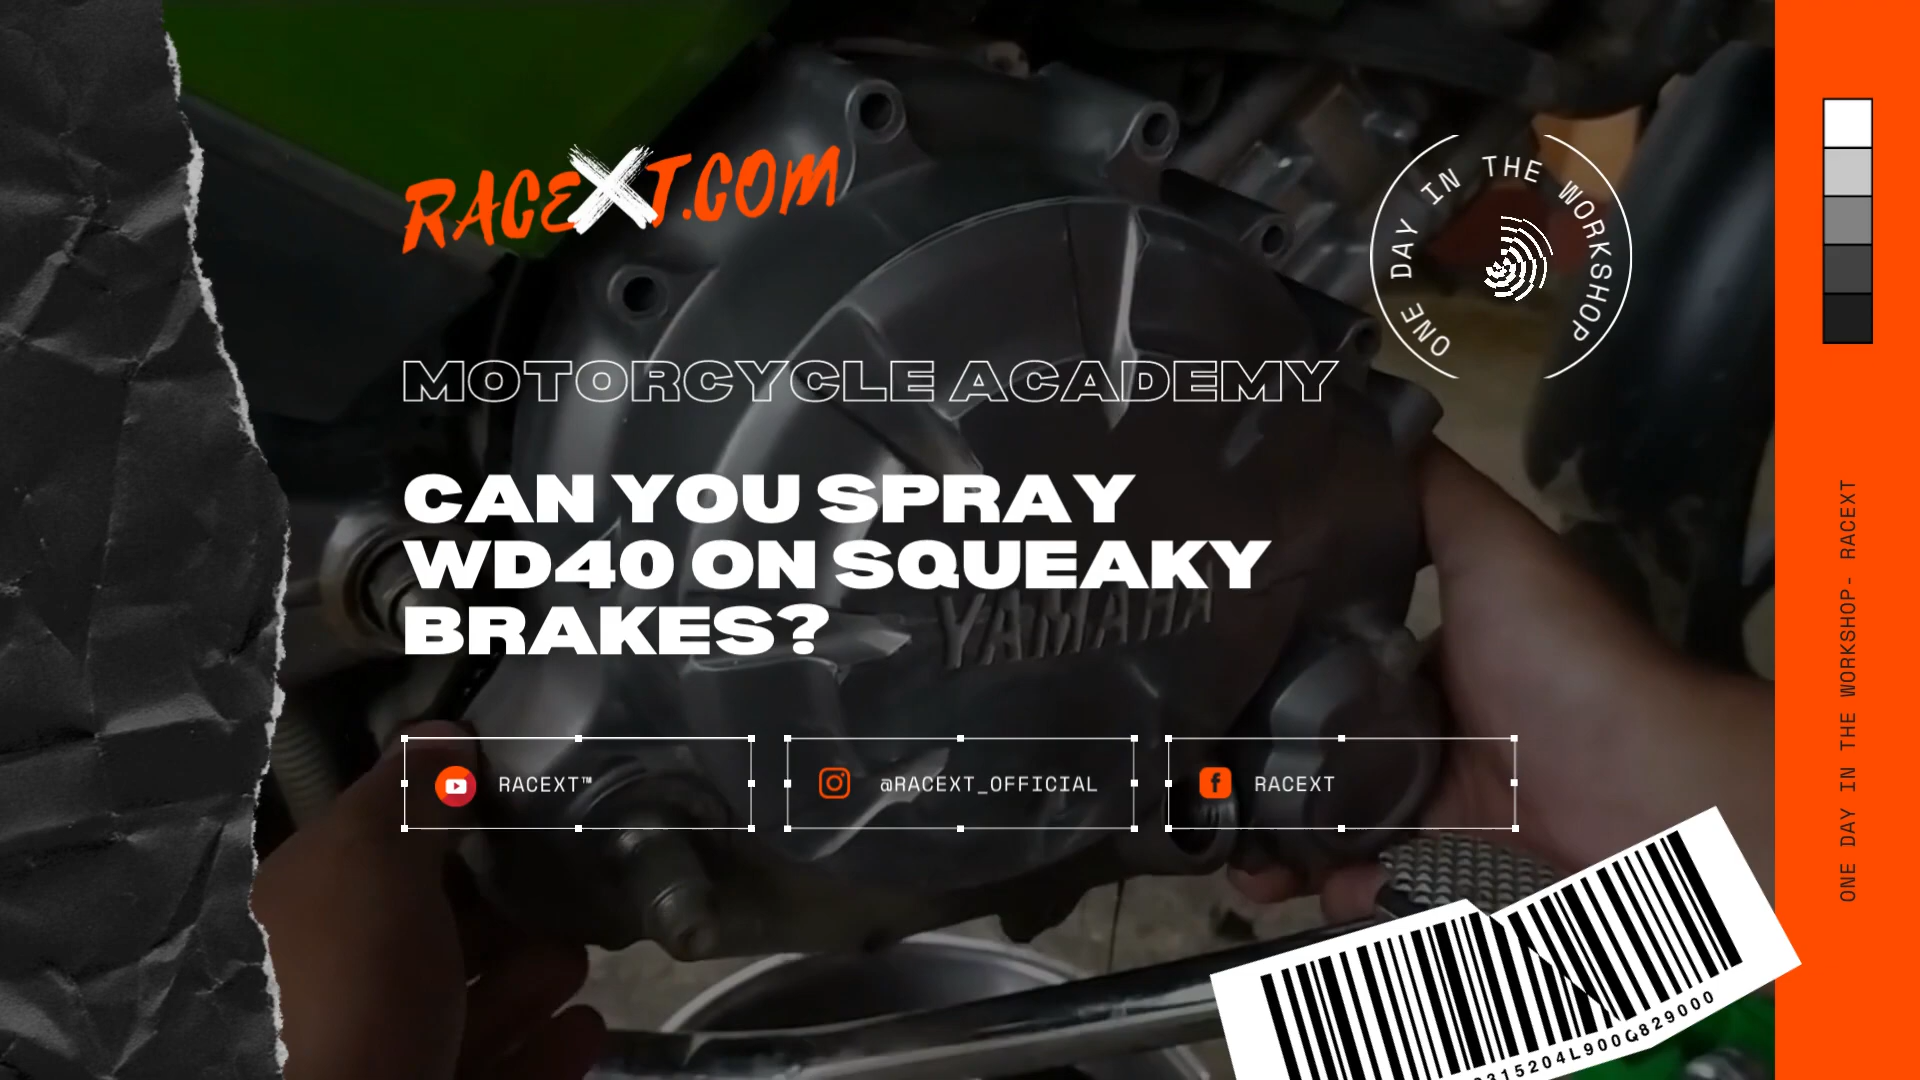 RACEXT.COM
ONE DAY IN THE WORKSHOP
MOTORCYCLE ACADEMY
CAN YOU SPRAY
WD40 ON SQUEAKY
BRAKES?
YAMAHA
RACEXT™
@RACEXT_OFFICIAL
RACEXT
ONE DAY IN THE WORKSHOP- RACEXT